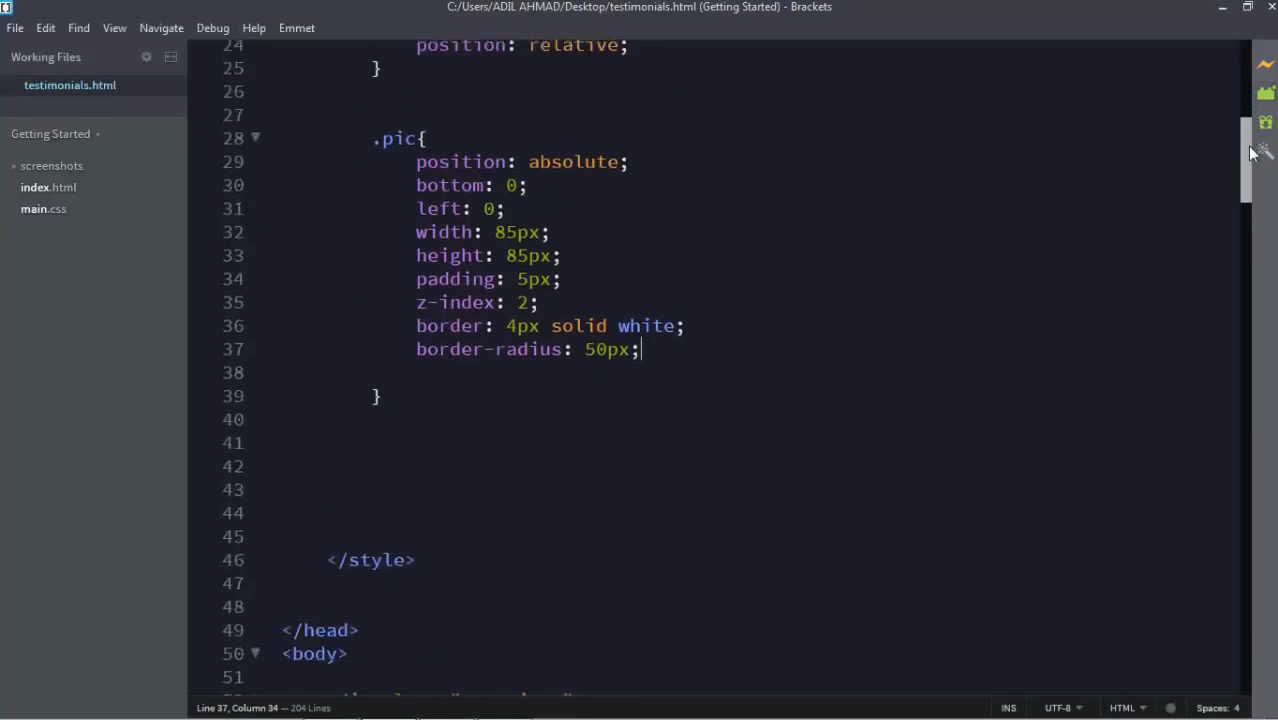 C:/Users/ADIL AHMAD/Desktop/testimonials.html (Getting Started) - Brackets
File Edit Find View Navigate Debug Help Emmet
Working Files
testimonials.html
Getting Started
screenshots
index.html
main.css
24 position: relative;
25 }
26
27
28 .pic{
29 position: absolute;
30 bottom: 0;
31 left: 0;
32 width: 85px;
33 height: 85px;
34 padding: 5px;
35 z-index: 2;
36 border: 4px solid white;
37 border-radius: 50px;
38
39 }
40
41
42
43
44
45
46 </style>
47
48
49 </head>
50 <body>
51
Line 37, Column 34 — 204 Lines
INS UTF-8 HTML Spaces: 4